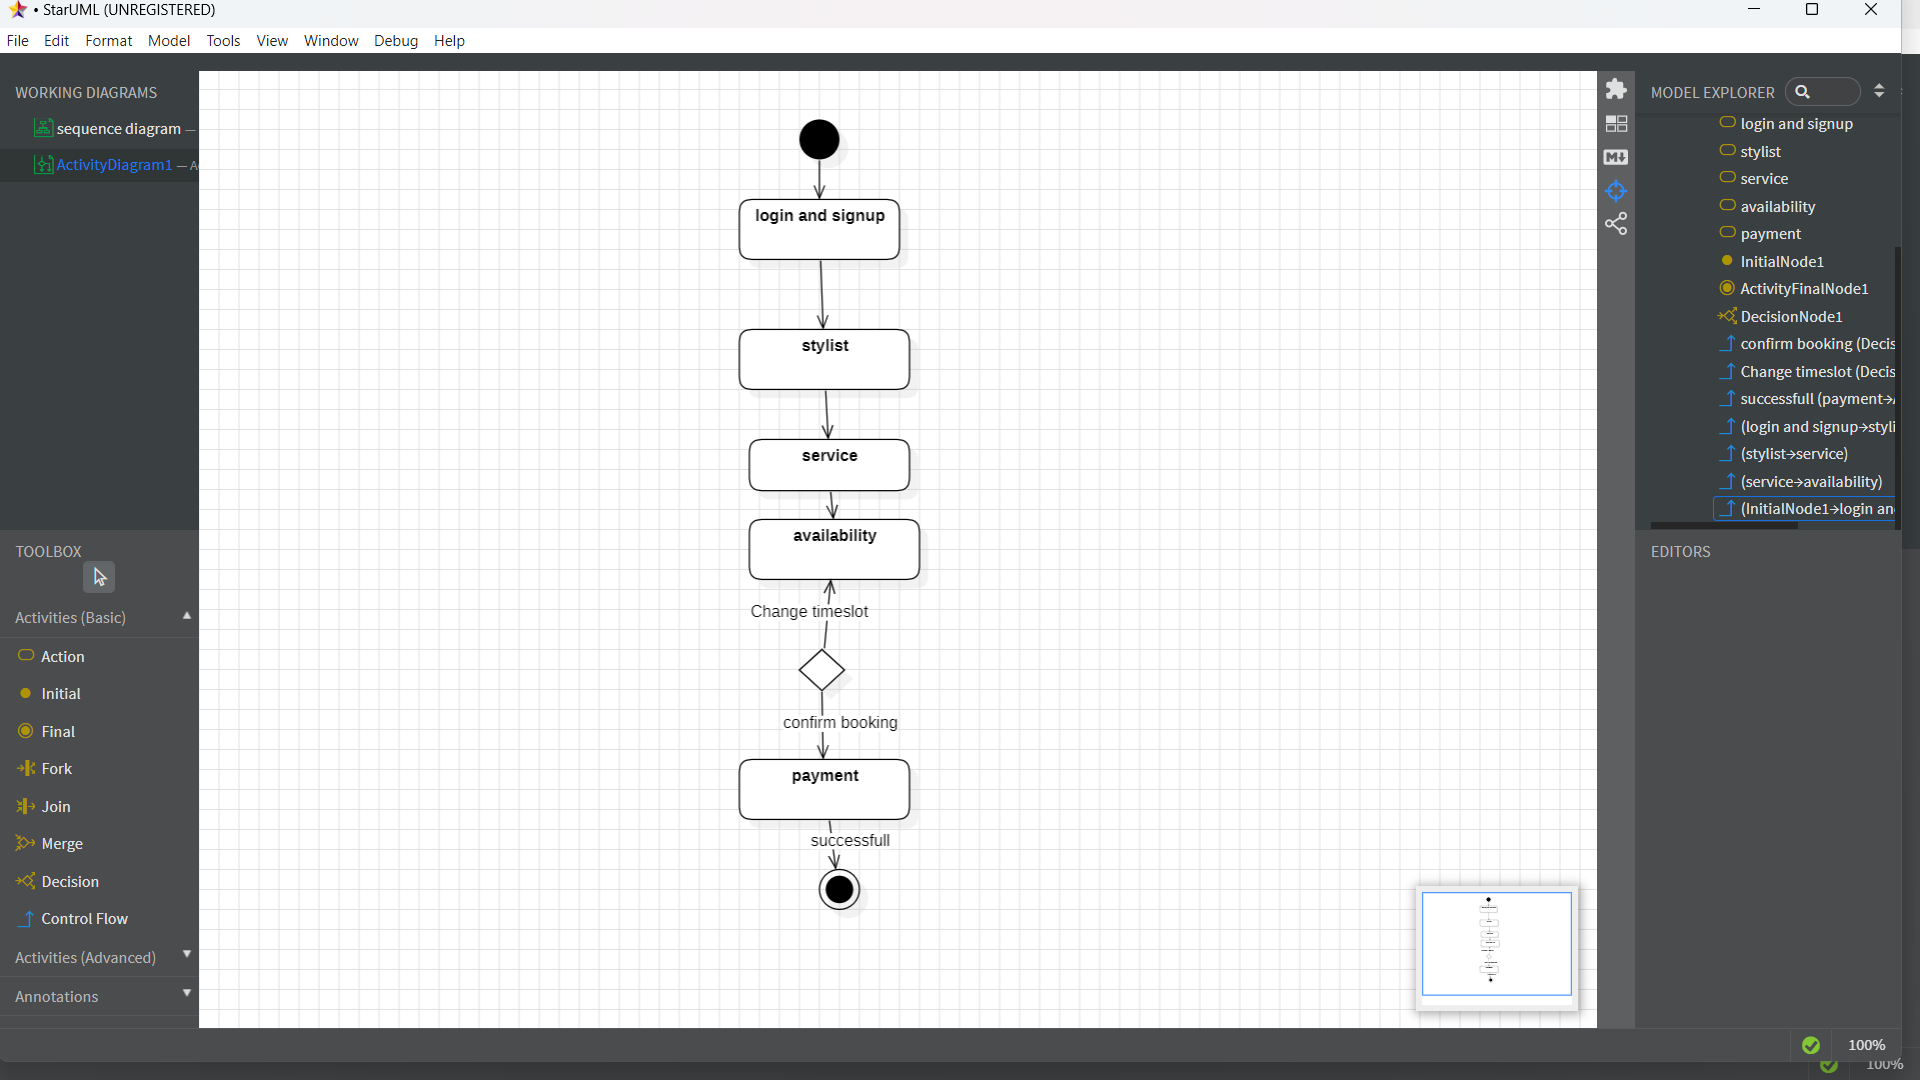 • StarUML (UNREGISTERED)
File Edit Format Model Tools View Window Debug Help
WORKING DIAGRAMS
sequence diagram —
ActivityDiagram1 — A
TOOLBOX
Activities (Basic)
Action
Initial
Final
Fork
Join
Merge
Decision
Control Flow
Activities (Advanced)
Annotations
login and signup
stylist
service
availability
Change timeslot
confirm booking
payment
successfull
M
MODEL EXPLORER
login and signup
stylist
service
availability
payment
InitialNode1
ActivityFinalNode1
DecisionNode1
confirm booking (Decis
Change timeslot (Decis
successfull (payment→
(login and signup→styli
(stylist→service)
(service→availability)
(InitialNode1→login an
EDITORS
100%
100%